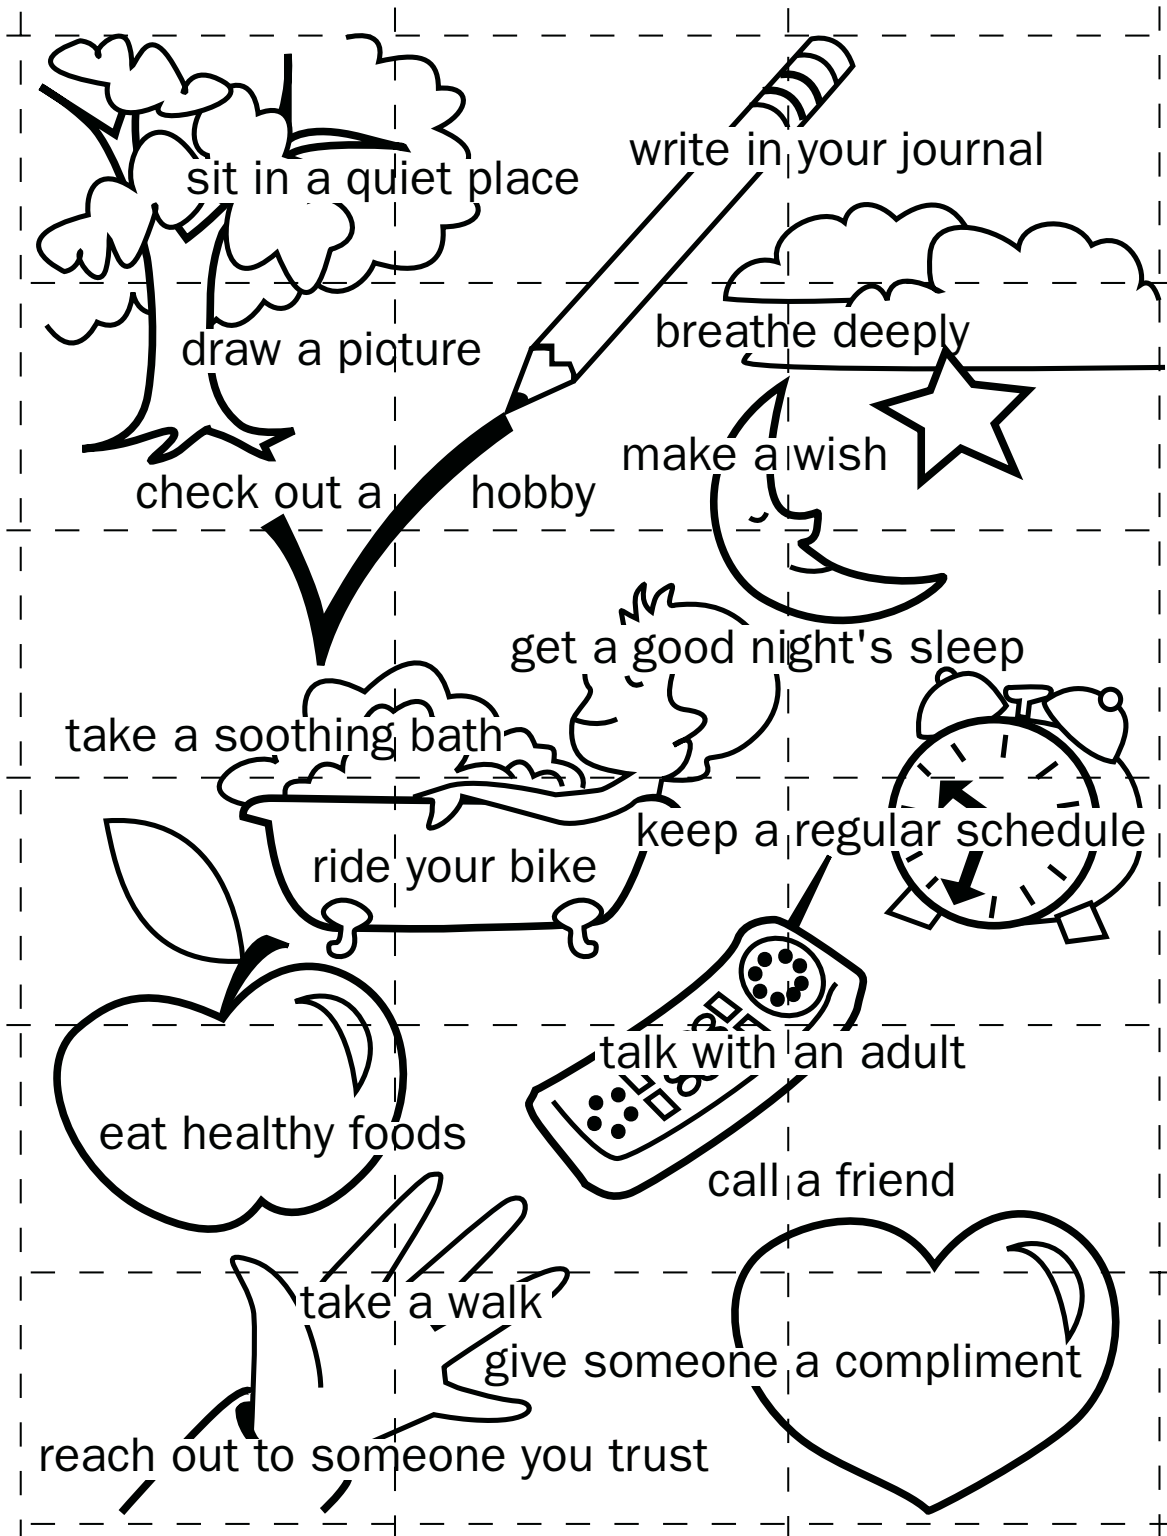 write in your journal
sit in a quiet place
breathe deeply
draw a picture
make a wish
check out a hobby
get a good night's sleep
take a soothing bath
keep a regular schedule
ride your bike
talk with an adult
eat healthy foods
call a friend
take a walk
give someone a compliment
reach out to someone you trust